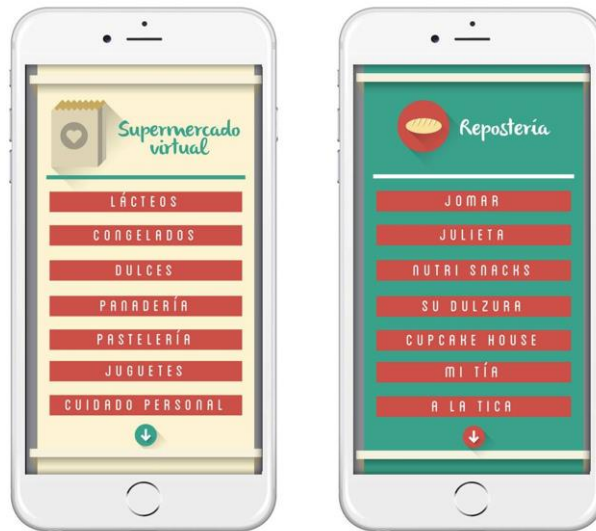 Supermercado
virtual
LÁCTEOS
CONGELADOS
DULCES
PANADERÍA
PASTELERÍA
JUGUETES
CUIDADO PERSONAL
Repostería
JOMAR
JULIETA
NUTRI SNACKS
SU DULZURA
CUPCAKE HOUSE
MI TÍA
A LA TICA